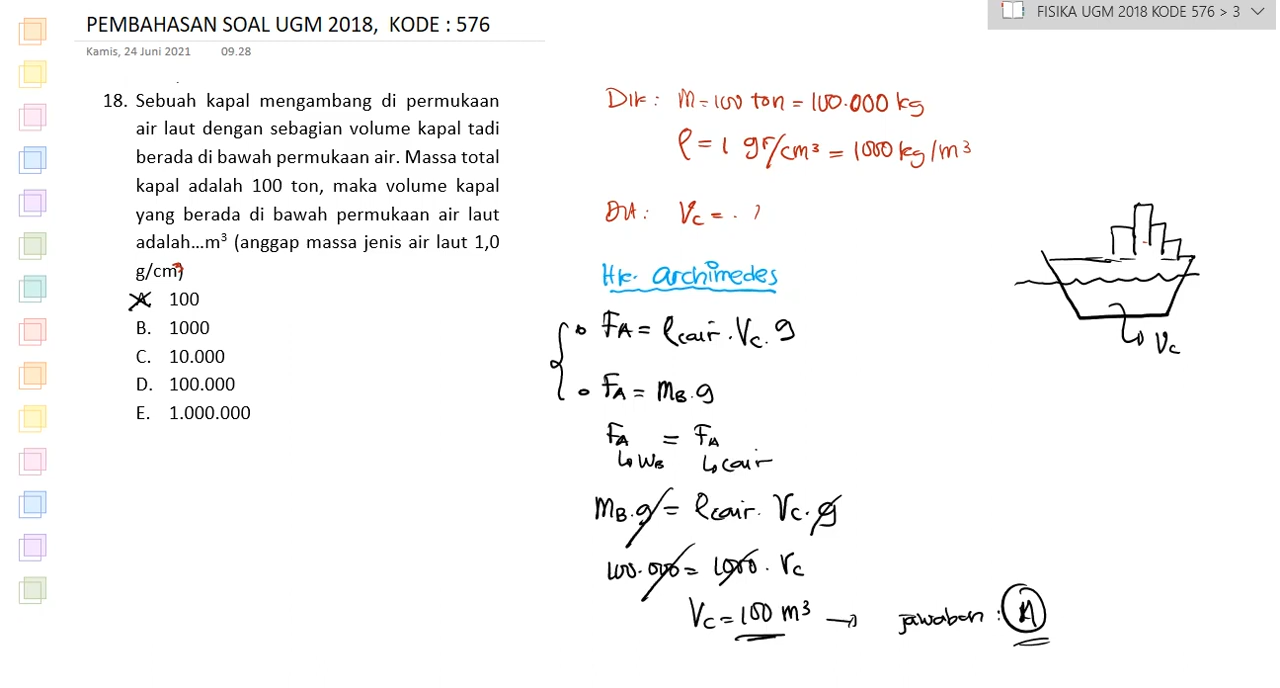 PEMBAHASAN SOAL UGM 2018, KODE : 576
FISIKA UGM 2018 KODE 576 > 3
Kamis, 24 Juni 2021 09.28
18. Sebuah kapal mengambang di permukaan
air laut dengan sebagian volume kapal tadi
berada di bawah permukaan air. Massa total
kapal adalah 100 ton, maka volume kapal
yang berada di bawah permukaan air laut
adalah...m³ (anggap massa jenis air laut 1,0
g/cm³)
A. 100
B. 1000
C. 10.000
D. 100.000
E. 1.000.000
Dik : m = 100 ton = 100.000 kg
ρ = 1 gr/cm³ = 1000 kg/m³
Dit : Vc = . ?
Hk. Archimedes
FA = ρcair . Vc . g
FA = mB . g
FA = FA
↳ WB ↳ cair
mB . g = ρcair . Vc . g
100.000 = 1000 . Vc
Vc = 100 m³ → jawaban : A
Vc